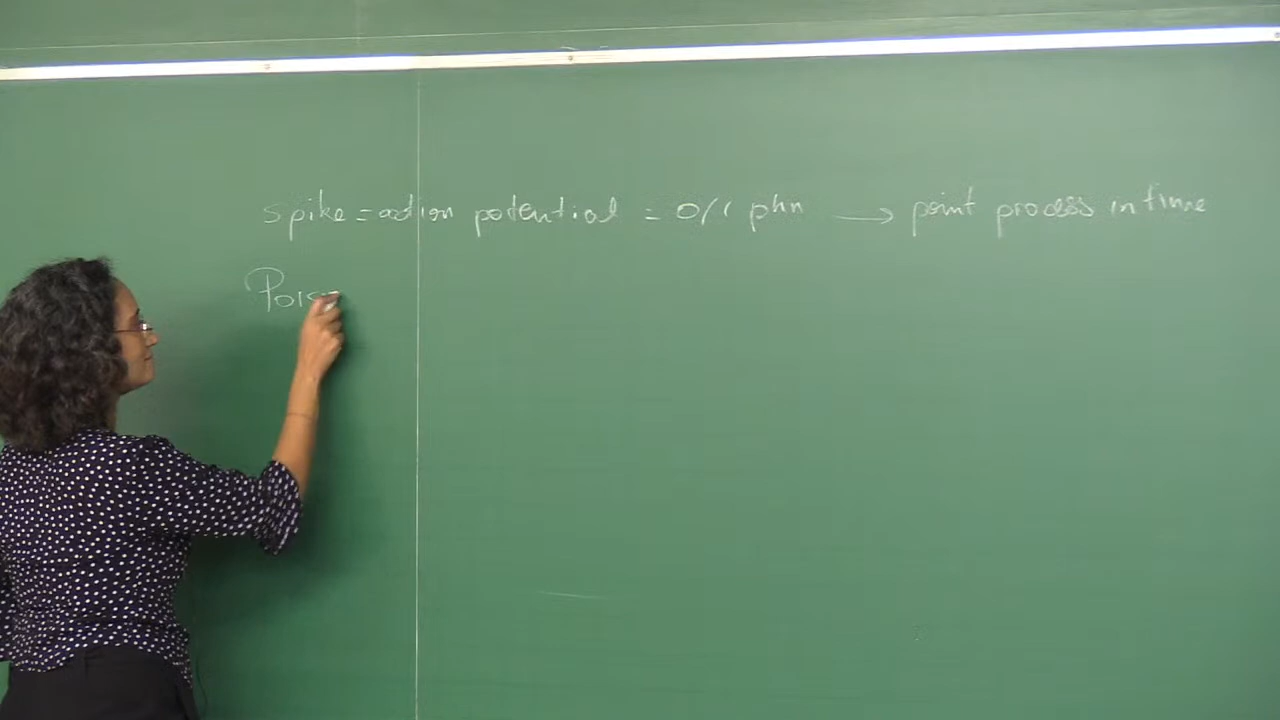 spike = action potential = 0/1 phn → point process in time
Pois